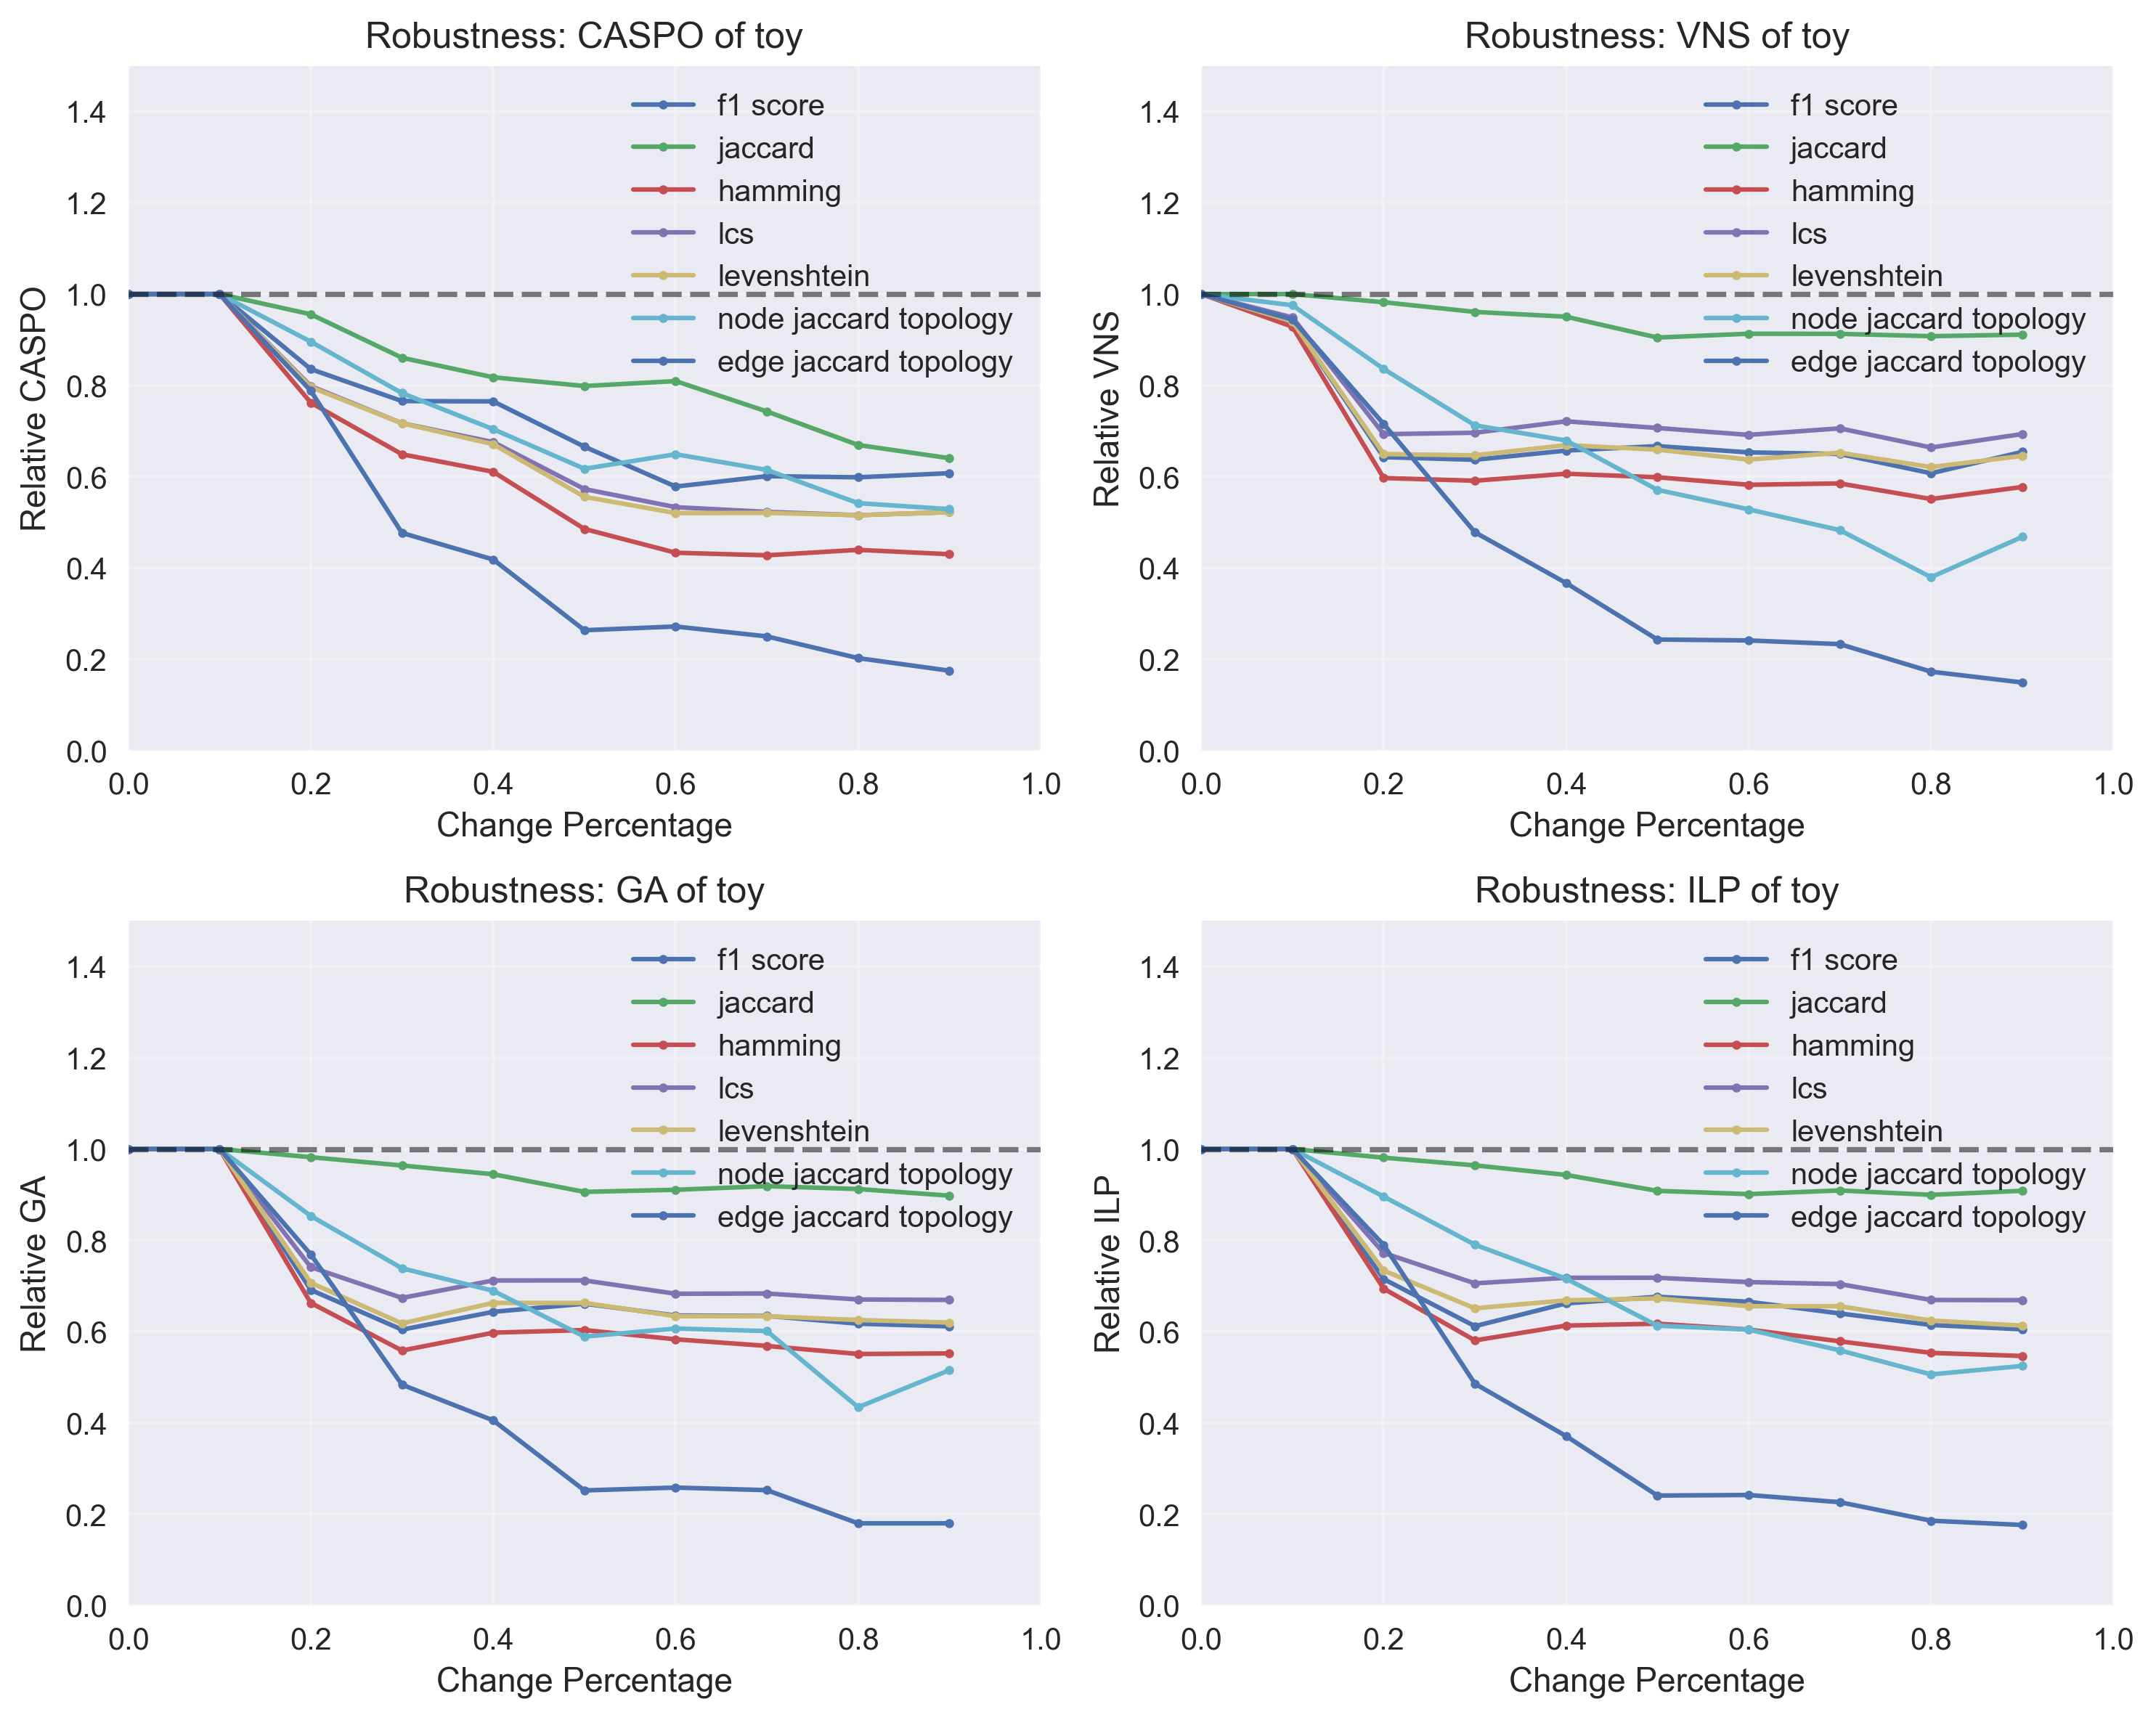 Robustness: CASPO of toy
1.4
1.2
1.0
0.8
0.6
0.4
0.2
0.0
Relative CASPO
f1 score
jaccard
hamming
lcs
levenshtein
node jaccard topology
edge jaccard topology
0.0 0.2 0.4 0.6 0.8 1.0
Change Percentage
Robustness: VNS of toy
1.4
1.2
1.0
0.8
0.6
0.4
0.2
0.0
Relative VNS
f1 score
jaccard
hamming
lcs
levenshtein
node jaccard topology
edge jaccard topology
0.0 0.2 0.4 0.6 0.8 1.0
Change Percentage
Robustness: GA of toy
1.4
1.2
1.0
0.8
0.6
0.4
0.2
0.0
Relative GA
f1 score
jaccard
hamming
lcs
levenshtein
node jaccard topology
edge jaccard topology
0.0 0.2 0.4 0.6 0.8 1.0
Change Percentage
Robustness: ILP of toy
1.4
1.2
1.0
0.8
0.6
0.4
0.2
0.0
Relative ILP
f1 score
jaccard
hamming
lcs
levenshtein
node jaccard topology
edge jaccard topology
0.0 0.2 0.4 0.6 0.8 1.0
Change Percentage